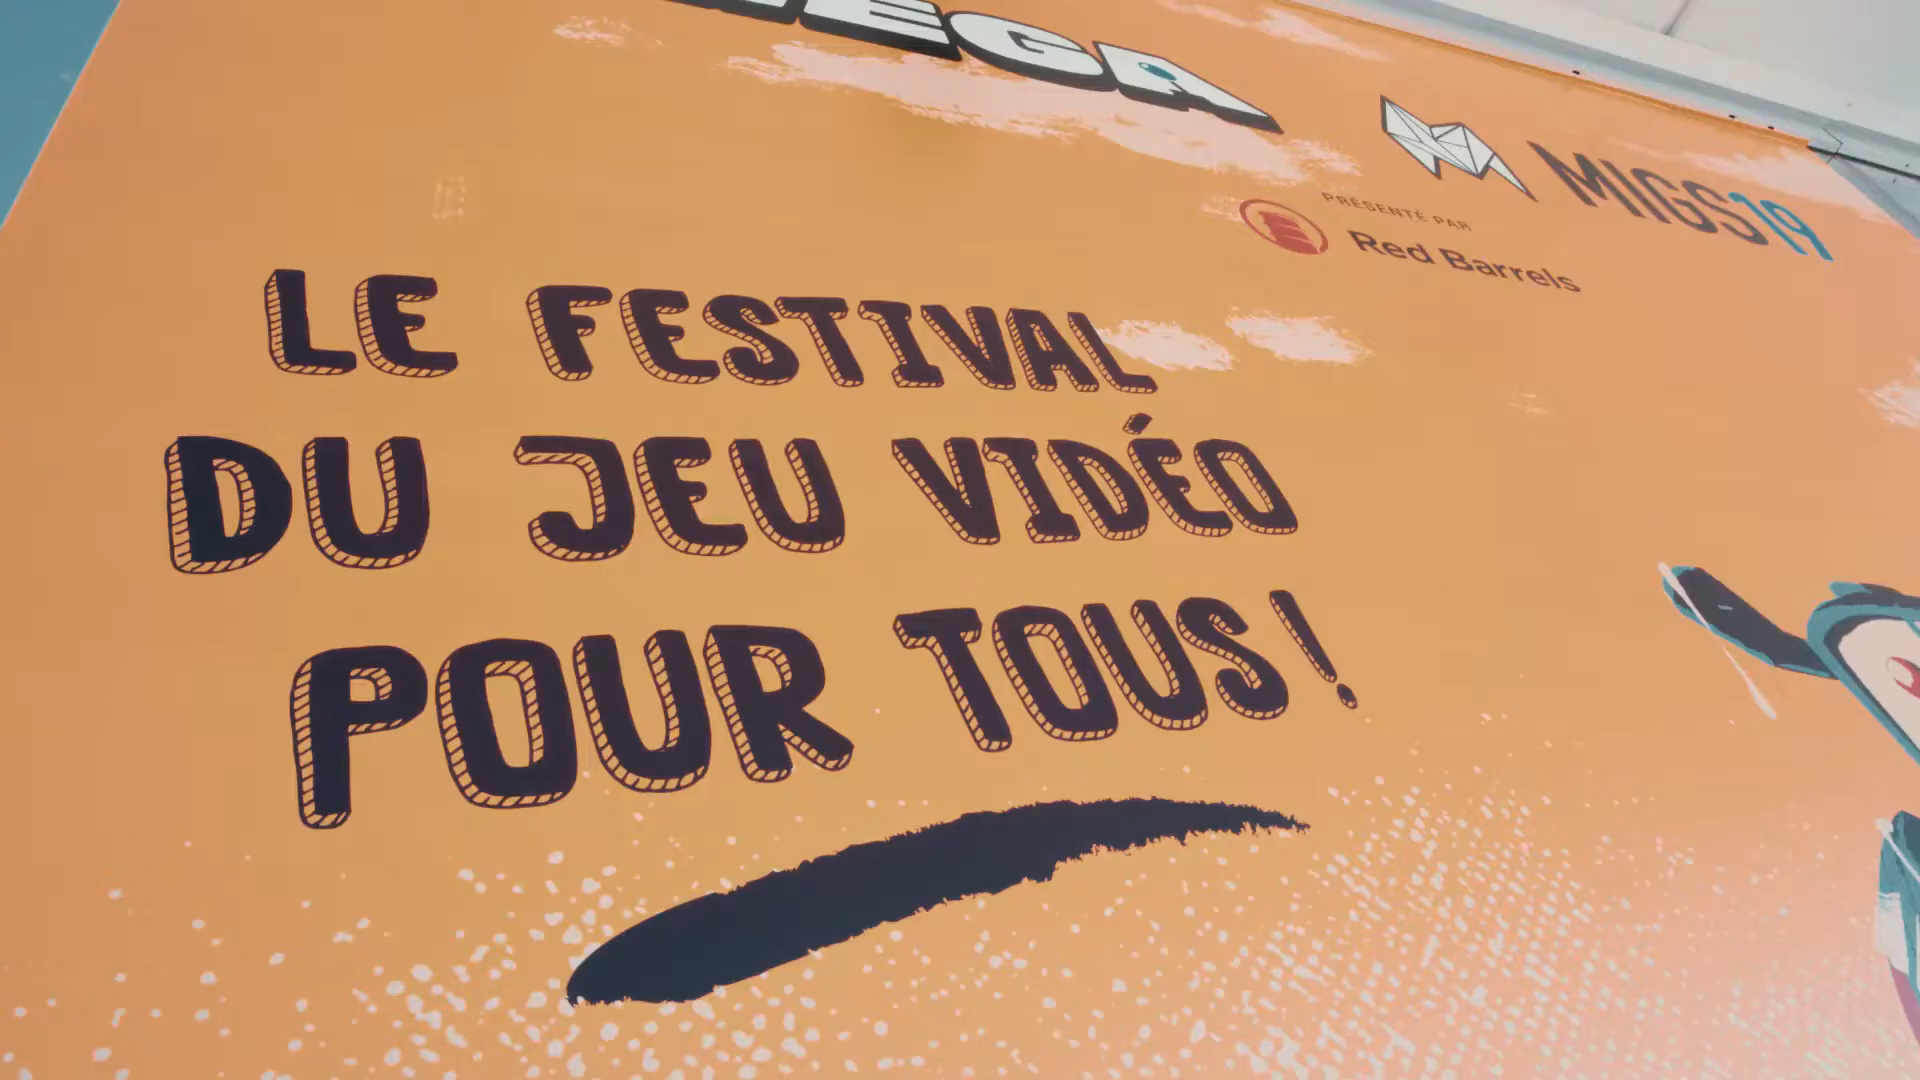 MIGS19
PRÉSENTÉ PAR
Red Barrels
LE FESTIVAL
DU JEU VIDÉO
POUR TOUS!